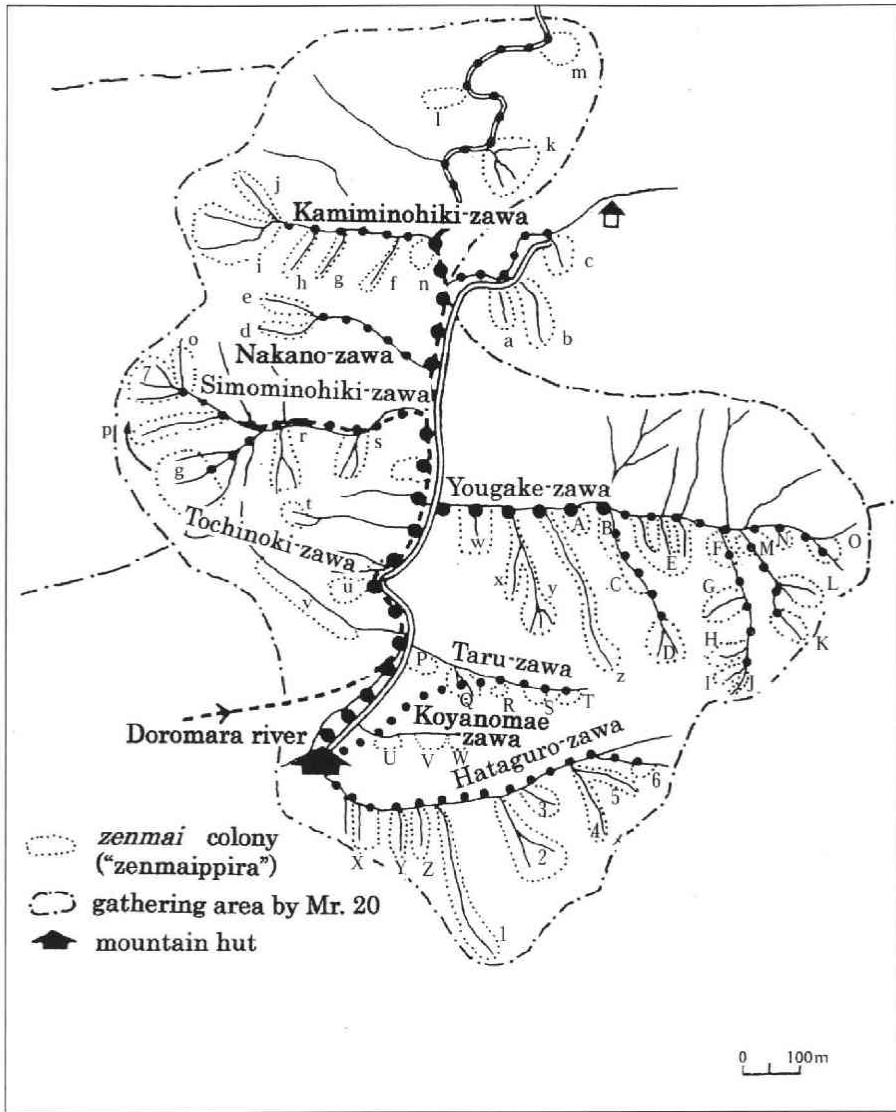 m
l
k
j
Kamiminohiki-zawa
i
h
g
f
n
c
e
a
b
d
Nakano-zawa
o
7
Simominohiki-zawa
p
r
s
g
Yougake-zawa
t
w
A
B
E
F
M
N
O
Tochinoki-zawa
x
y
C
G
L
u
v
D
H
K
z
I
J
P
Taru-zawa
Q
R
S
T
Doromara river
Koyanomae
zawa
U
V
W
Hataguro-zawa
6
5
3
4
2
X
Y
Z
1
zenmai colony
("zenmaippira")
gathering area by Mr. 20
mountain hut
0 100m